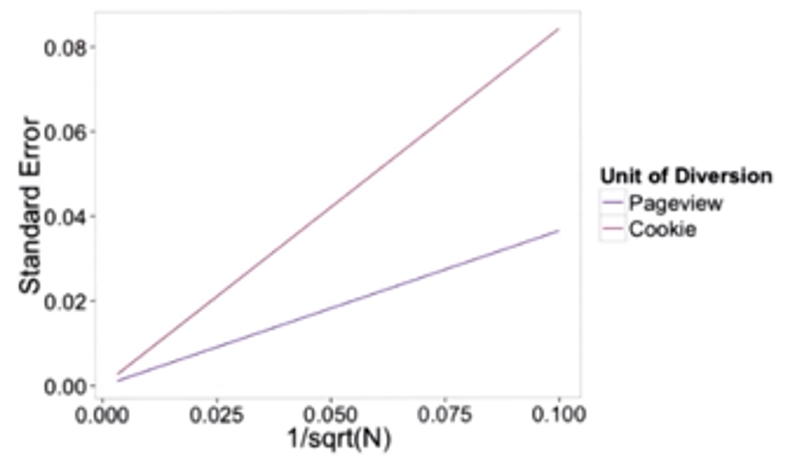 Standard Error
0.08
0.06
0.04
0.02
0.00
0.000 0.025 0.050 0.075 0.100
1/sqrt(N)
Unit of Diversion
Pageview
Cookie